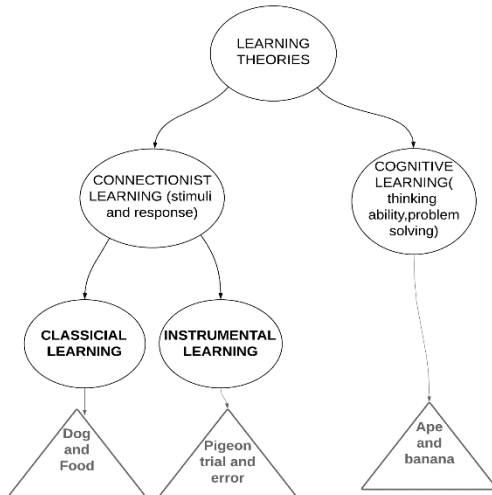 LEARNING
THEORIES
CONNECTIONIST
LEARNING (stimuli
and response)
COGNITIVE
LEARNING(
thinking
ability,problem
solving)
CLASSICIAL
LEARNING
INSTRUMENTAL
LEARNING
Dog
and
Food
Pigeon
trial and
error
Ape
and
banana